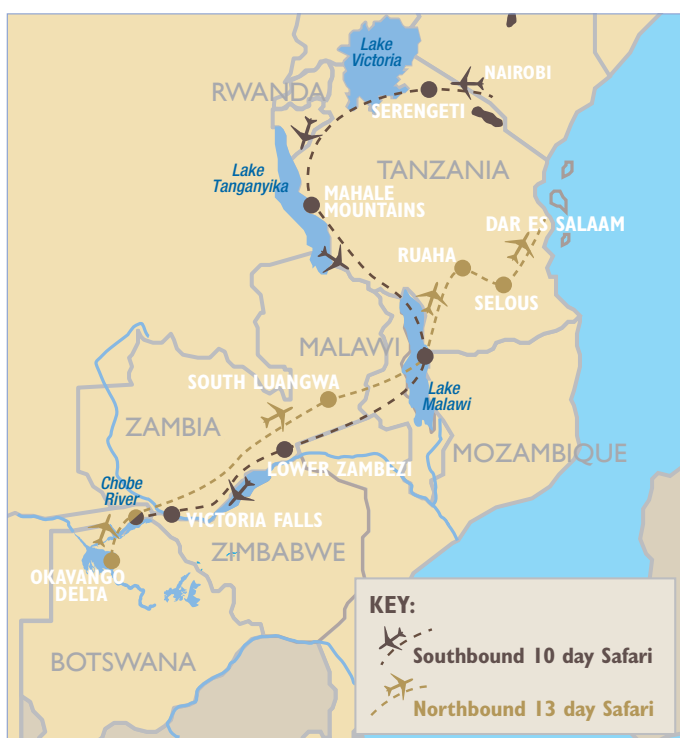 Lake
Victoria
NAIROBI
RWANDA
SERENGETI
Lake
Tanganyika
TANZANIA
MAHALE
MOUNTAINS
DAR ES SALAAM
RUAHA
SELOUS
MALAWI
SOUTH LUANGWA
Lake
Malawi
ZAMBIA
MOZAMBIQUE
LOWER ZAMBEZI
Chobe
River
VICTORIA FALLS
ZIMBABWE
OKAVANGO
DELTA
BOTSWANA
KEY:
Southbound 10 day Safari
Northbound 13 day Safari